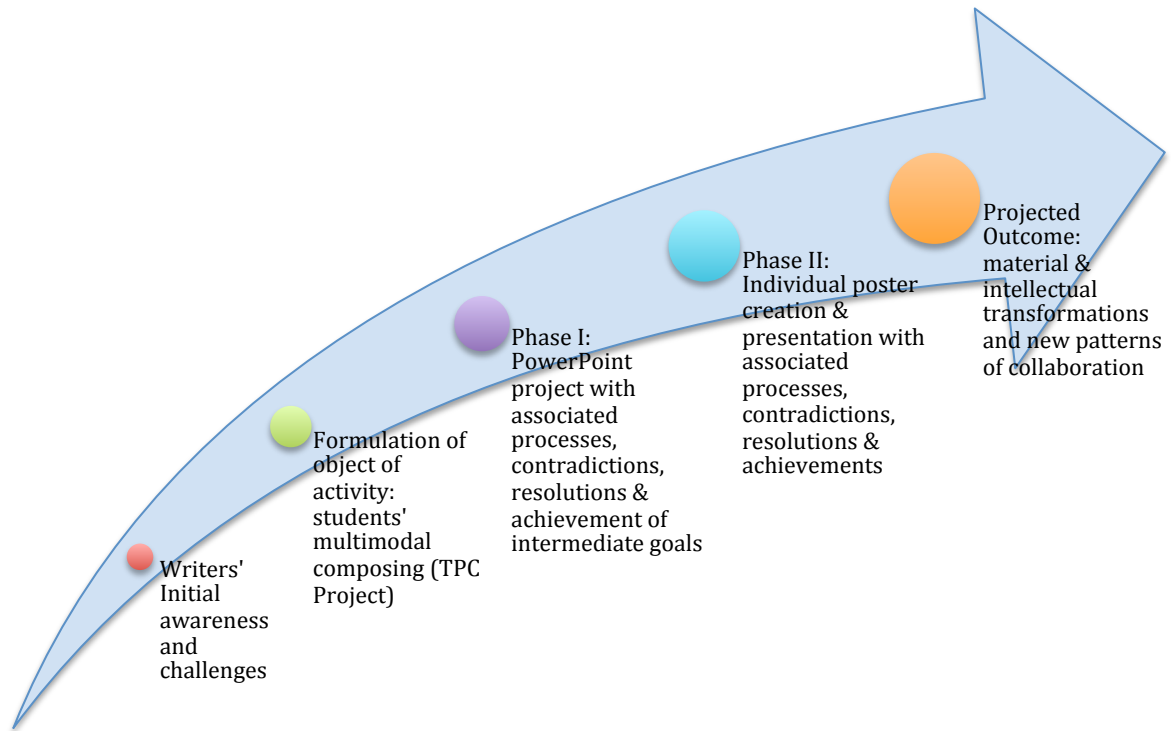 Writers'
Initial
awareness
and
challenges
Formulation of
object of
activity:
students'
multimodal
composing (TPC
Project)
Phase I:
PowerPoint
project with
associated
processes,
contradictions,
resolutions &
achievement of
intermediate goals
Phase II:
Individual poster
creation &
presentation with
associated
processes,
contradictions,
resolutions &
achievements
Projected
Outcome:
material &
intellectual
transformations
and new patterns
of collaboration